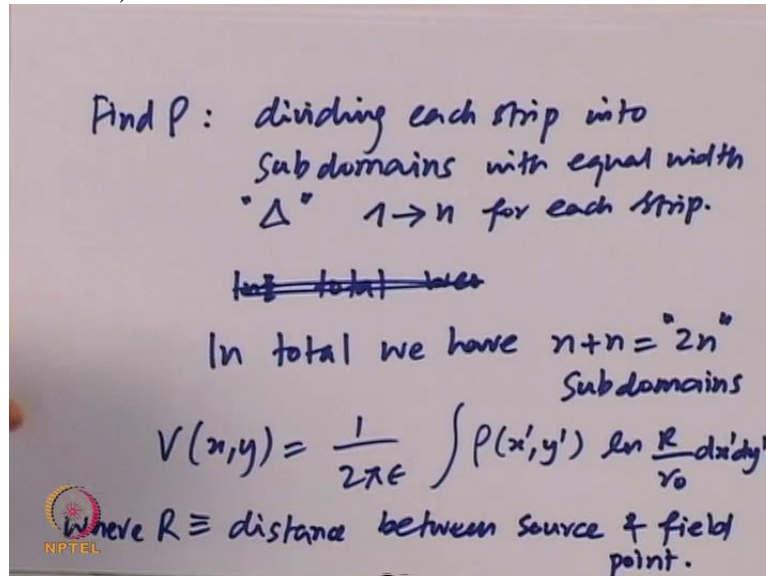 Find ρ : dividing each strip into
subdomains with equal width
"Δ" 1→n for each strip.
In total we have n+n = "2n"
subdomains
V(x,y) = 1/2πϵ ∫ρ(x',y') ln R/r₀ dx'dy'
where R ≡ distance between source & field
point.
NPTEL